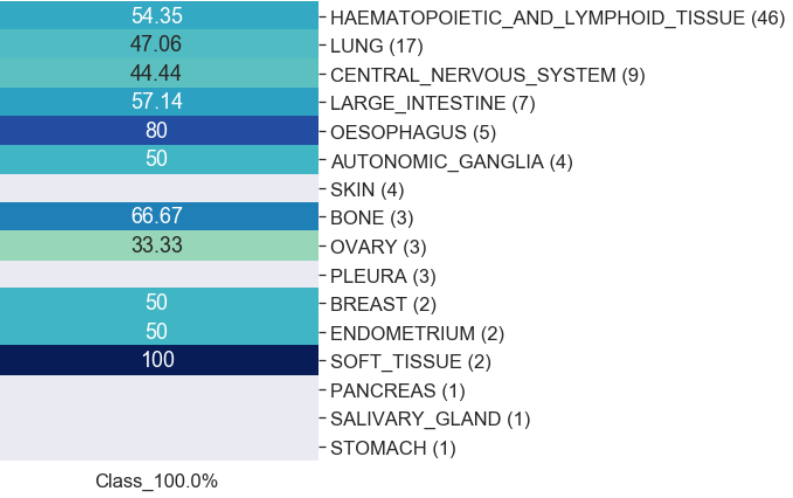 54.35 HAEMATOPOIETIC_AND_LYMPHOID_TISSUE (46)
47.06 LUNG (17)
44.44 CENTRAL_NERVOUS_SYSTEM (9)
57.14 LARGE_INTESTINE (7)
80 OESOPHAGUS (5)
50 AUTONOMIC_GANGLIA (4)
SKIN (4)
66.67 BONE (3)
33.33 OVARY (3)
PLEURA (3)
50 BREAST (2)
50 ENDOMETRIUM (2)
100 SOFT_TISSUE (2)
PANCREAS (1)
SALIVARY_GLAND (1)
STOMACH (1)
Class_100.0%